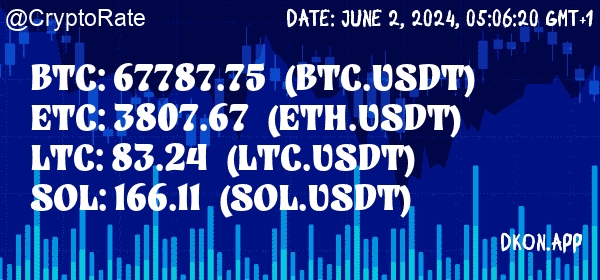 @CryptoRate
DATE: JUNE 2, 2024, 05:06:20 GMT+1
BTC: 67787.75 (BTC.USDT)
ETC: 3807.67 (ETH.USDT)
LTC: 83.24 (LTC.USDT)
SOL: 166.11 (SOL.USDT)
DKON.APP